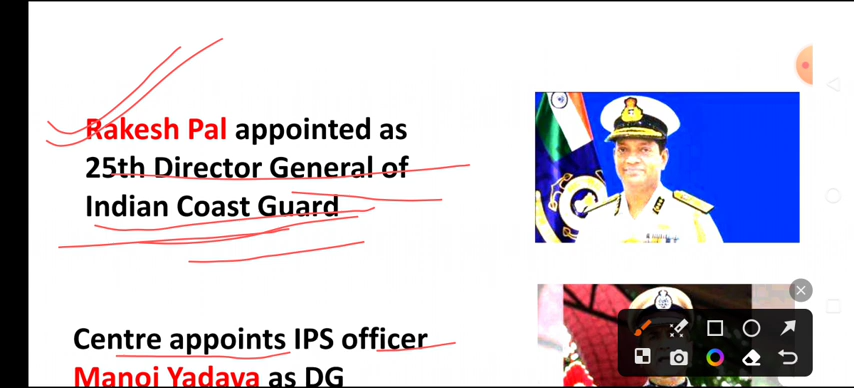 Rakesh Pal appointed as
25th Director General of
Indian Coast Guard
Centre appoints IPS officer
Manoj Yadava as DG